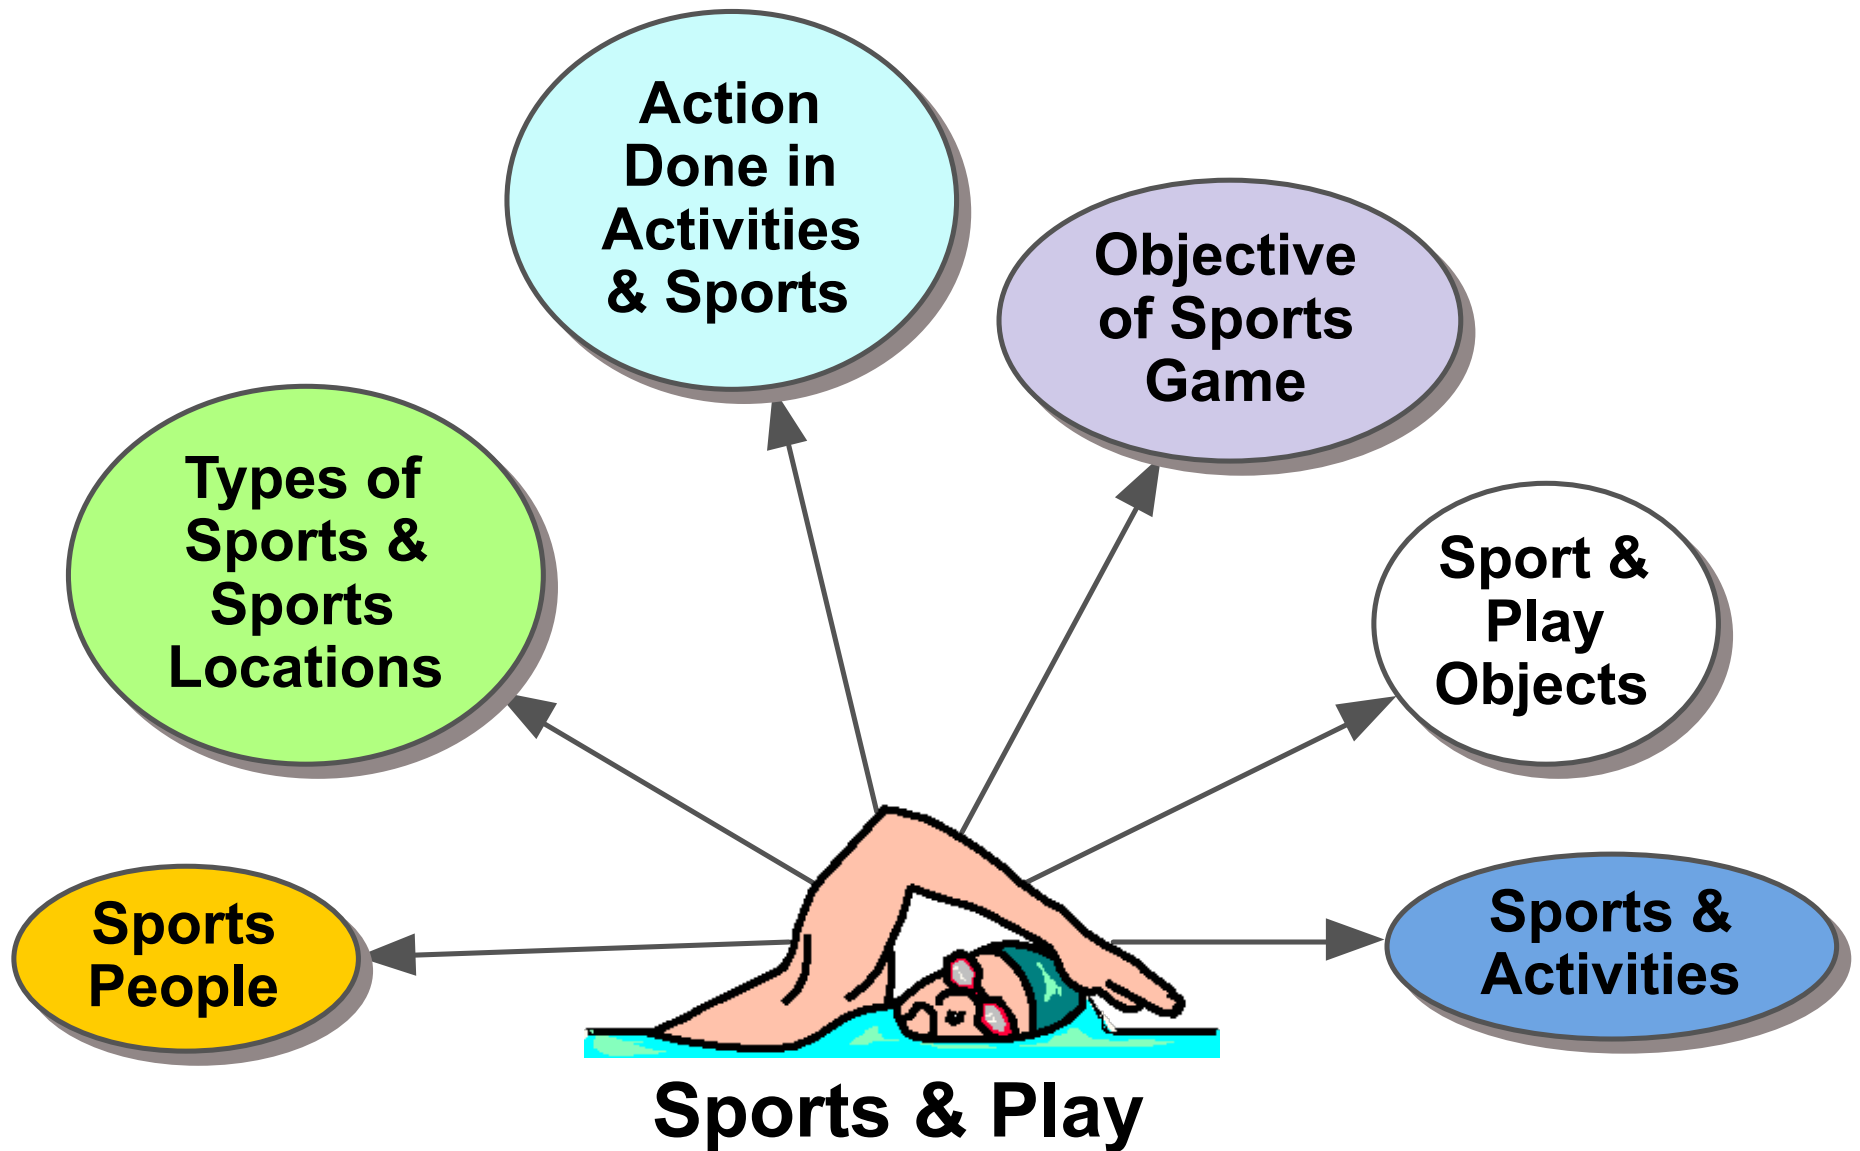 Action
Done in
Activities
& Sports
Objective
of Sports
Game
Types of
Sports &
Sports
Locations
Sport &
Play
Objects
Sports
People
Sports &
Activities
Sports & Play